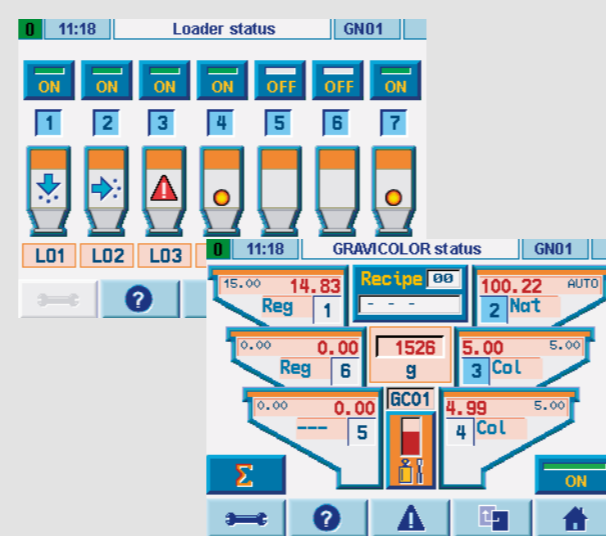 0 11:18 Loader status GN01
ON ON ON ON OFF OFF ON
1 2 3 4 5 6 7
L01 L02 L03
?
0 11:18 GRAVICOLOR status GN01
15.00 14.83 Recipe 00 100.22 AUTO
Reg 1 - - - 2 Nat
0.00 0.00 1526 5.00 5.00
Reg 6 g 3 Col
0.00 0.00 GC01 4.99 5.00
--- 5 4 Col
Σ ON
?